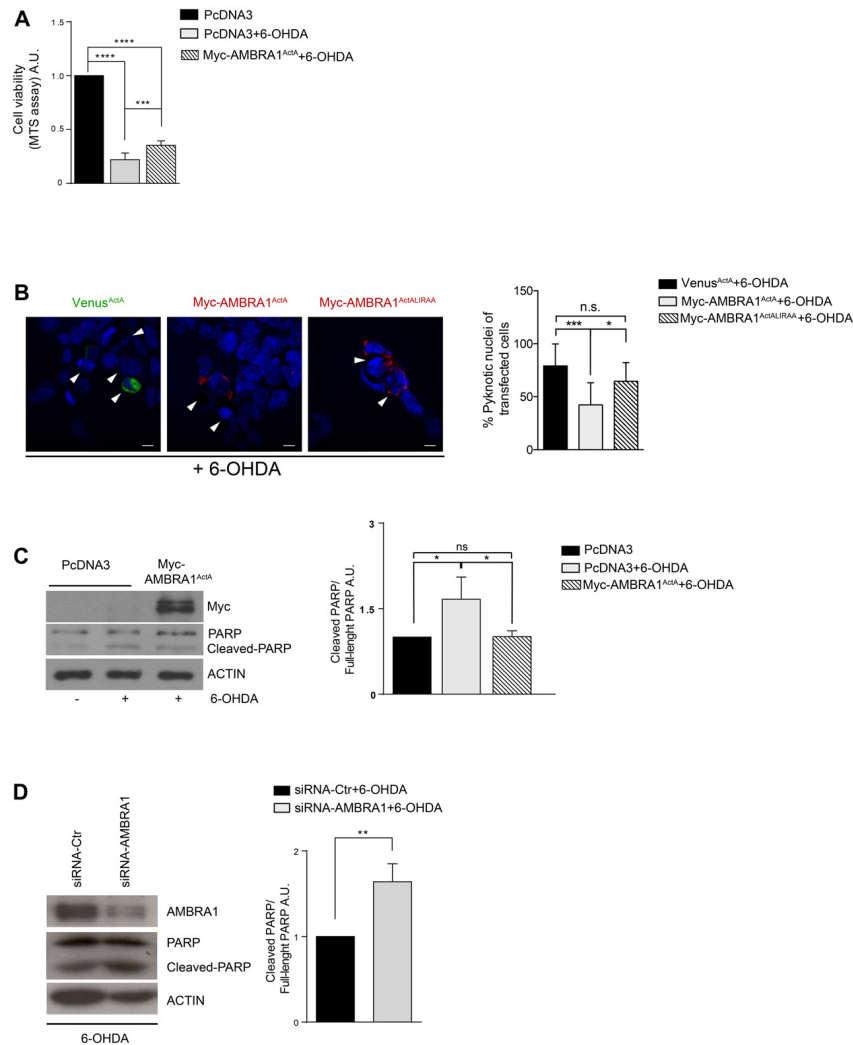 A
PcDNA3
PcDNA3+6-OHDA
Myc-AMBRA1ActA+6-OHDA
Cell viability
(MTS assay) A.U.
1.5
1.0
0.5
0
****
****
***
B
VenusActA
Myc-AMBRA1ActA
Myc-AMBRA1ActALIRAA
+ 6-OHDA
VenusActA+6-OHDA
Myc-AMBRA1ActA+6-OHDA
Myc-AMBRA1ActALIRAA+6-OHDA
% Pyknotic nuclei of
transfected cells
150
100
50
0
n.s.
***
*
C
PcDNA3
Myc-
AMBRA1ActA
Myc
PARP
Cleaved-PARP
ACTIN
- + + 6-OHDA
Cleaved PARP/
Full-lenght PARP A.U.
3
1.5
0
ns
*
*
PcDNA3
PcDNA3+6-OHDA
Myc-AMBRA1ActA+6-OHDA
D
siRNA-Ctr
siRNA-AMBRA1
AMBRA1
PARP
Cleaved-PARP
ACTIN
6-OHDA
siRNA-Ctr+6-OHDA
siRNA-AMBRA1+6-OHDA
Cleaved PARP/
Full-lenght PARP A.U.
2
1
0
**